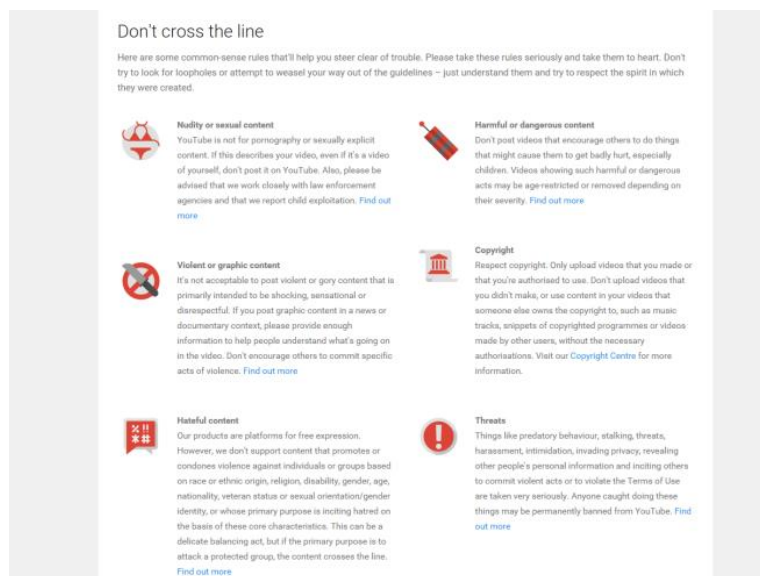 Don't cross the line
Here are some common-sense rules that'll help you steer clear of trouble. Please take these rules seriously and take them to heart. Don't
try to look for loopholes or attempt to weasel your way out of the guidelines – just understand them and try to respect the spirit in which
they were created.
Nudity or sexual content
YouTube is not for pornography or sexually explicit
content. If this describes your video, even if it's a video
of yourself, don't post it on YouTube. Also, please be
advised that we work closely with law enforcement
agencies and that we report child exploitation. Find out
more
Harmful or dangerous content
Don't post videos that encourage others to do things
that might cause them to get badly hurt, especially
children. Videos showing such harmful or dangerous
acts may be age-restricted or removed depending on
their severity. Find out more
Violent or graphic content
It's not acceptable to post violent or gory content that is
primarily intended to be shocking, sensational or
disrespectful. If you post graphic content in a news or
documentary context, please provide enough
information to help people understand what's going on
in the video. Don't encourage others to commit specific
acts of violence. Find out more
Copyright
Respect copyright. Only upload videos that you made or
that you're authorised to use. Don't upload videos that
you didn't make, or use content in your videos that
someone else owns the copyright to, such as music
tracks, snippets of copyrighted programmes or videos
made by other users, without the necessary
authorisations. Visit our Copyright Centre for more
information.
%!!
*#
Hateful content
Our products are platforms for free expression.
However, we don't support content that promotes or
condones violence against individuals or groups based
on race or ethnic origin, religion, disability, gender, age,
nationality, veteran status or sexual orientation/gender
identity, or whose primary purpose is inciting hatred on
the basis of these core characteristics. This can be a
delicate balancing act, but if the primary purpose is to
attack a protected group, the content crosses the line.
Find out more
Threats
Things like predatory behaviour, stalking, threats,
harassment, intimidation, invading privacy, revealing
other people's personal information and inciting others
to commit violent acts or to violate the Terms of Use
are taken very seriously. Anyone caught doing these
things may be permanently banned from YouTube. Find
out more